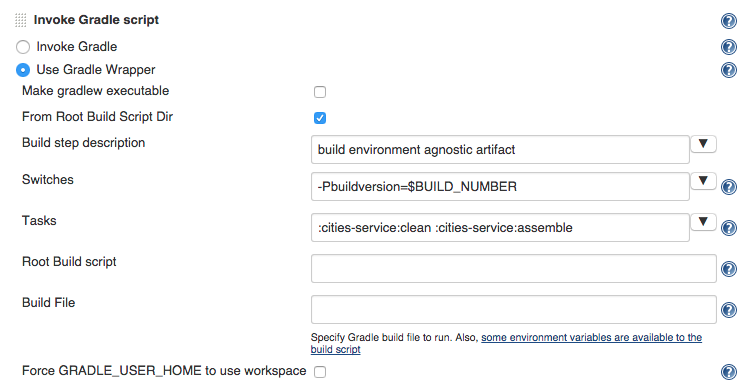 Invoke Gradle script
Invoke Gradle
Use Gradle Wrapper
Make gradlew executable
From Root Build Script Dir
Build step description
build environment agnostic artifact
Switches
-Pbuildversion=$BUILD_NUMBER
Tasks
:cities-service:clean :cities-service:assemble
Root Build script
Build File
Specify Gradle build file to run. Also, some environment variables are available to the
build script
Force GRADLE_USER_HOME to use workspace